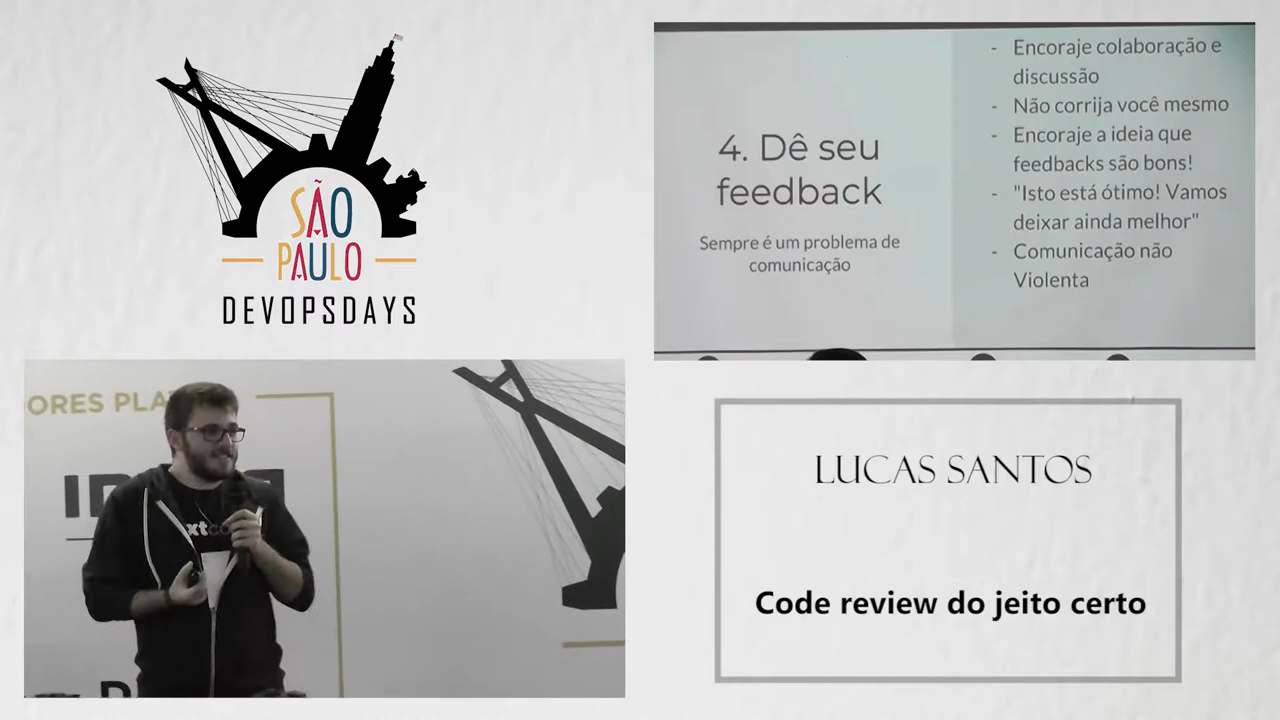 SÃO
PAULO
DEVOPSDAYS
4. Dê seu
feedback
Sempre é um problema de
comunicação
- Encoraje colaboração e
discussão
- Não corrija você mesmo
- Encoraje a ideia que
feedbacks são bons!
- "Isto está ótimo! Vamos
deixar ainda melhor"
- Comunicação não
Violenta
ORES PLA
LUCAS SANTOS
Code review do jeito certo